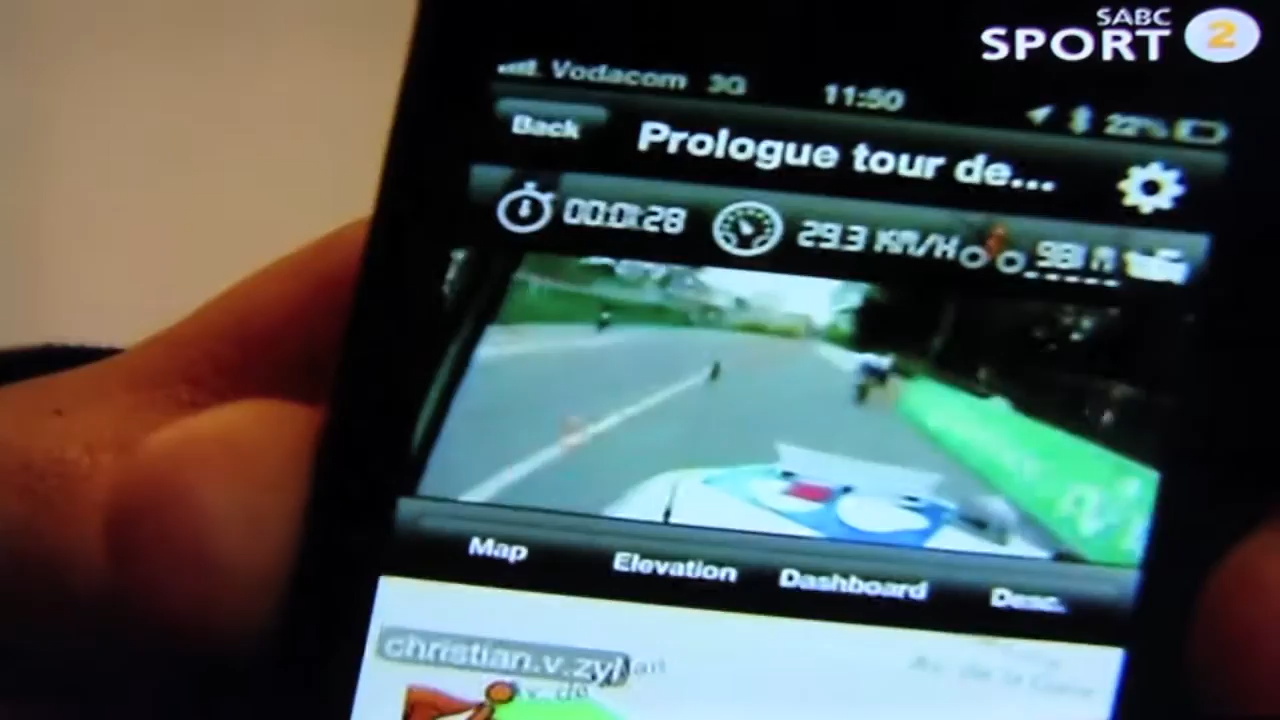 SABC
SPORT 2
Vodacom 3G 11:50 22%
Back Prologue tour de...
00:01:28 29.3 KM/H 981 M
Map Elevation Dashboard Desc.
christian.v.zyl